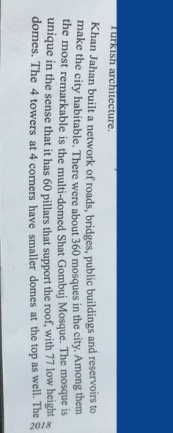 Turkish architecture.
Khan Jahan built a network of roads, bridges, public buildings and reservoirs to
make the city habitable. There were about 360 mosques in the city. Among them
the most remarkable is the multi-domed Shat Gombuj Mosque. The mosque is
unique in the sense that it has 60 pillars that support the roof, with 77 low height
domes. The 4 towers at 4 corners have smaller domes at the top as well. The
2018